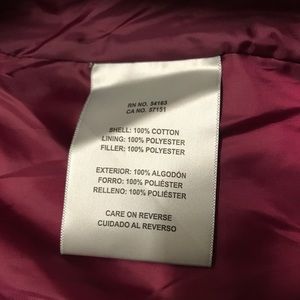 RN NO. 54163
CA NO. 57151
SHELL: 100% COTTON
LINING: 100% POLYESTER
FILLER: 100% POLYESTER
EXTERIOR: 100% ALGODÓN
FORRO: 100% POLIÉSTER
RELLENO: 100% POLIÉSTER
CARE ON REVERSE
CUIDADO AL REVERSO